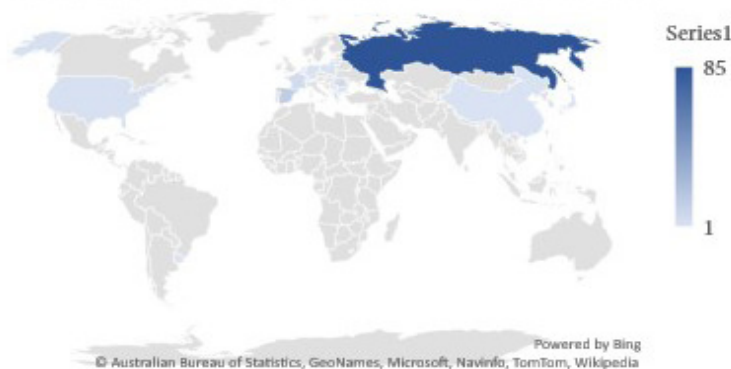 Series1
85
1
Powered by Bing
© Australian Bureau of Statistics, GeoNames, Microsoft, Navinfo, TomTom, Wikipedia